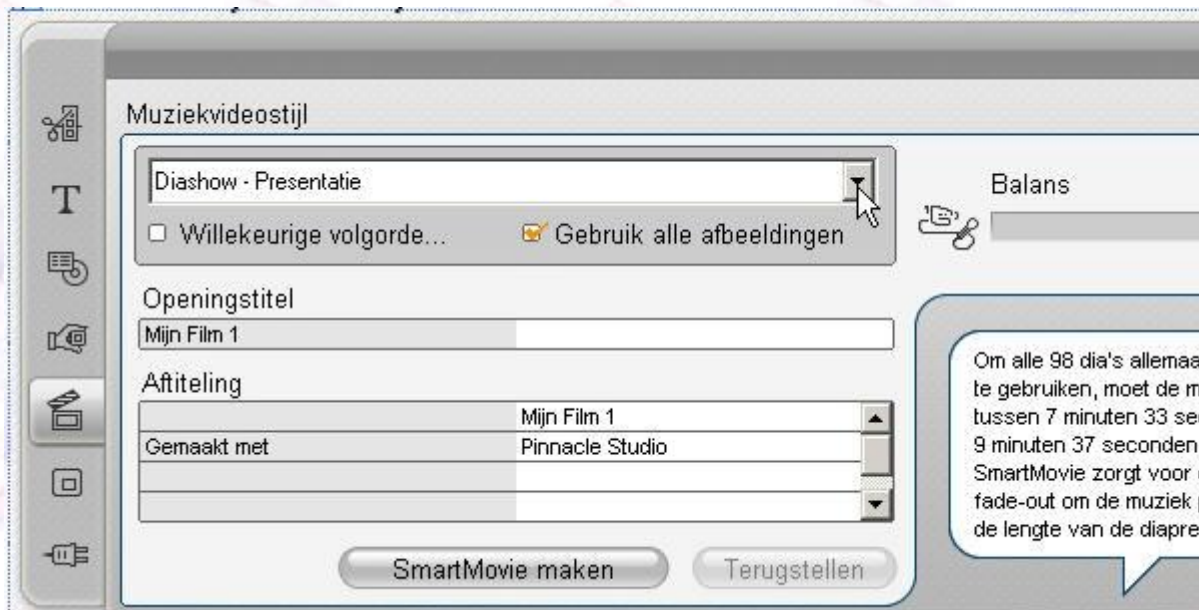 Muziekvideostijl
Diashow - Presentatie
Willekeurige volgorde...
Gebruik alle afbeeldingen
Balans
Openingstitel
Mijn Film 1
Aftiteling
Mijn Film 1
Gemaakt met
Pinnacle Studio
SmartMovie maken
Terugstellen
Om alle 98 dia's allemaa
te gebruiken, moet de m
tussen 7 minuten 33 se
9 minuten 37 seconden
SmartMovie zorgt voor
fade-out om de muziek
de lengte van de diapre
T